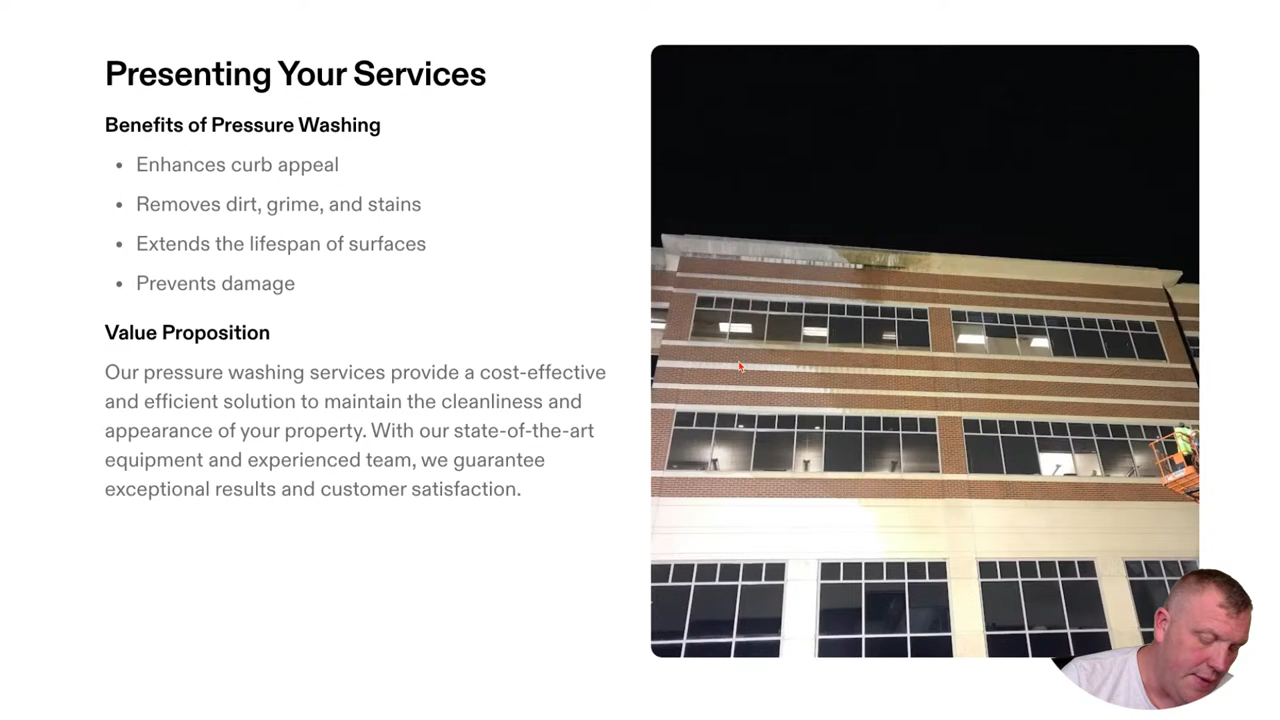 Presenting Your Services
Benefits of Pressure Washing
• Enhances curb appeal
• Removes dirt, grime, and stains
• Extends the lifespan of surfaces
• Prevents damage
Value Proposition
Our pressure washing services provide a cost-effective
and efficient solution to maintain the cleanliness and
appearance of your property. With our state-of-the-art
equipment and experienced team, we guarantee
exceptional results and customer satisfaction.